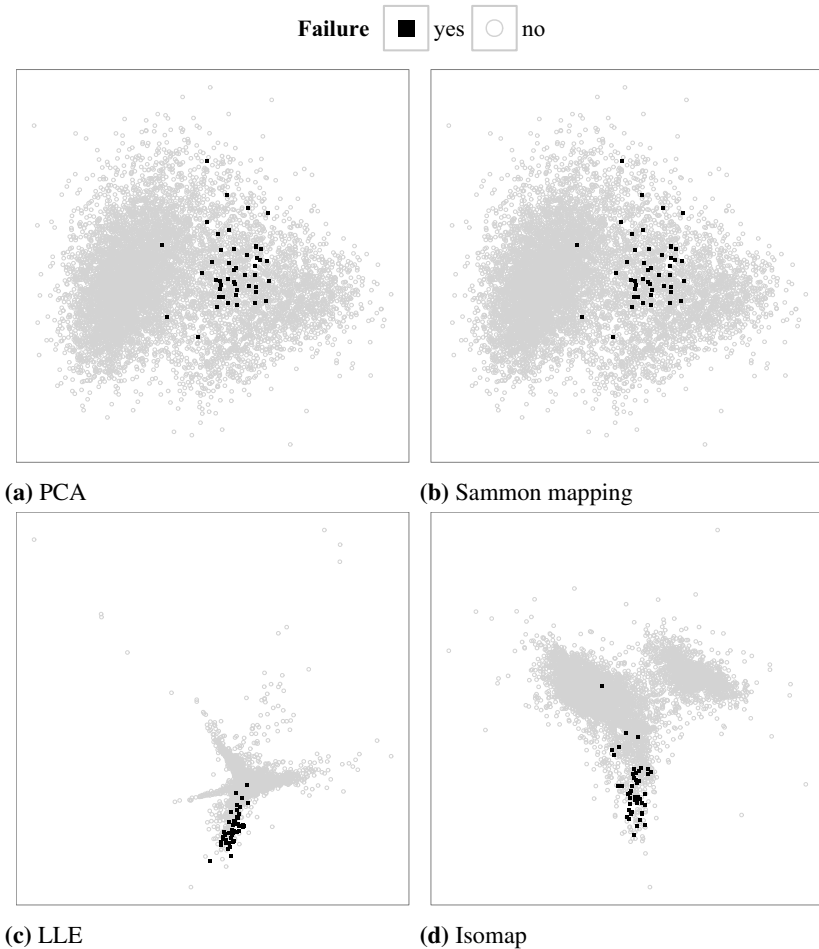 Failure yes no
(a) PCA
(b) Sammon mapping
(c) LLE
(d) Isomap